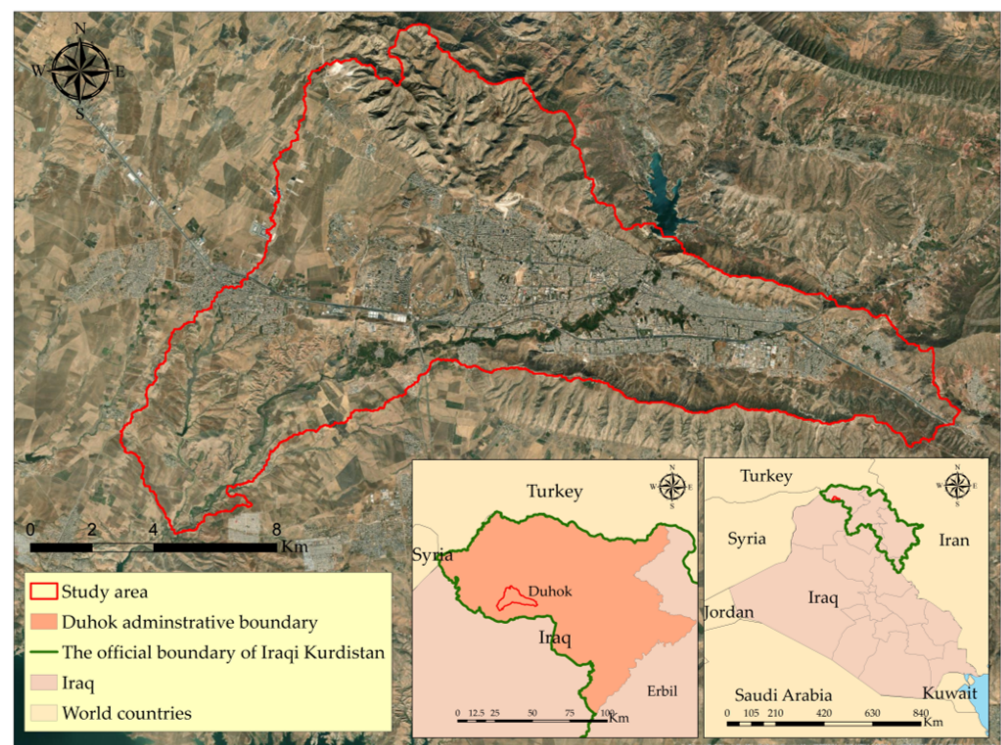 N
W E
S
0 2 4 8
Km
Study area
Duhok adminstrative boundary
The official boundary of Iraqi Kurdistan
Iraq
World countries
N
W E
S
Turkey
Syria
Duhok
Iraq
Erbil
0 12.5 25 50 75 100
Km
N
W E
S
Turkey
Syria
Iran
Iraq
Jordan
Saudi Arabia
Kuwait
0 105 210 420 630 840
Km